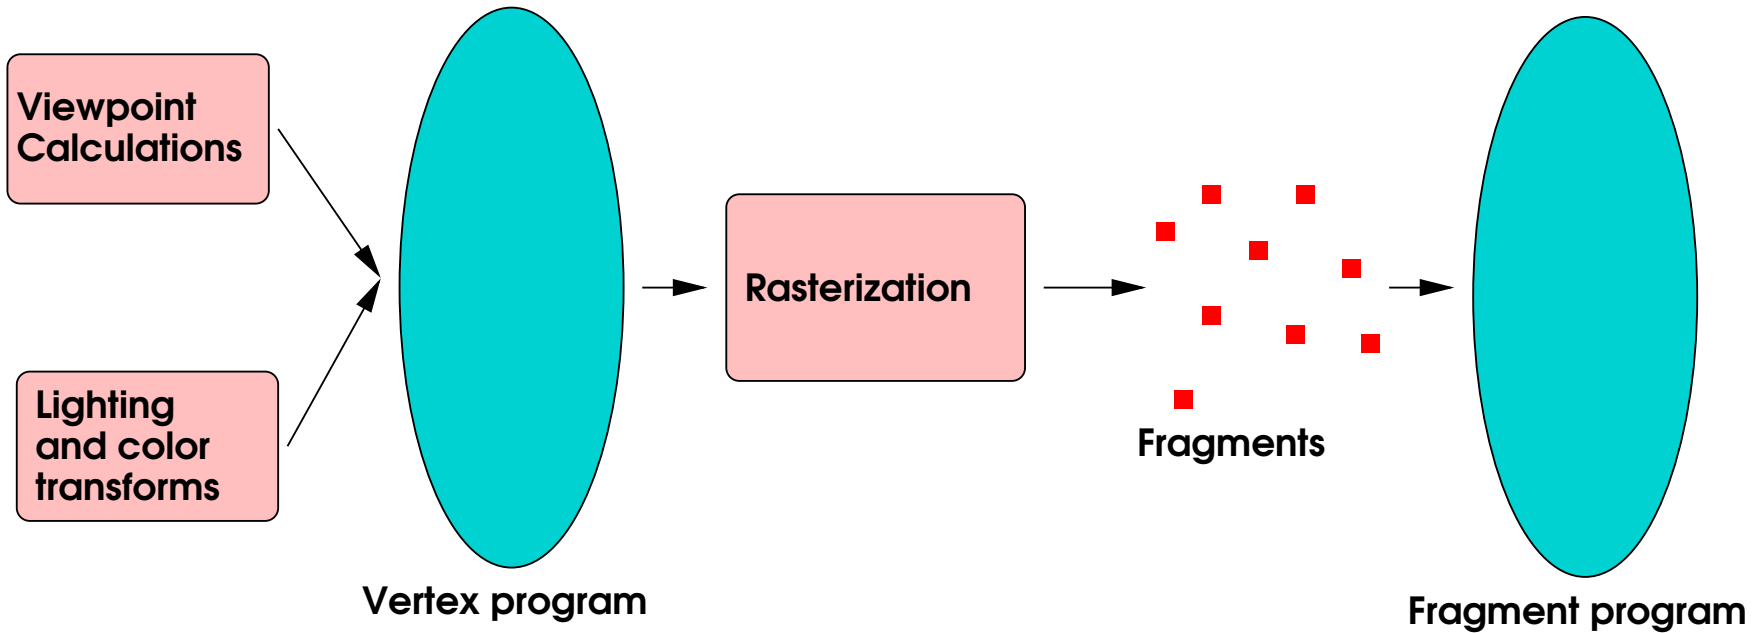 Viewpoint
Calculations
Lighting
and color
transforms
Vertex program
Rasterization
Fragments
Fragment program